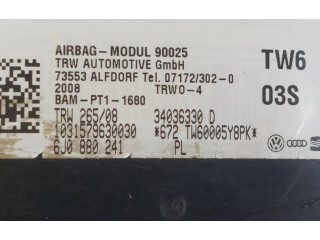 AIRBAG-MODUL 90025
TRW AUTOMOTIVE GmbH
73553 ALFDORF Tel. 07172/302-0
2008 TRWO-4
BAM-PT1-1680
TW6
03S
TRW 265/08 34036330 D
1031579630030 *672 TW60005Y8PK*
6J0 880 241 PL